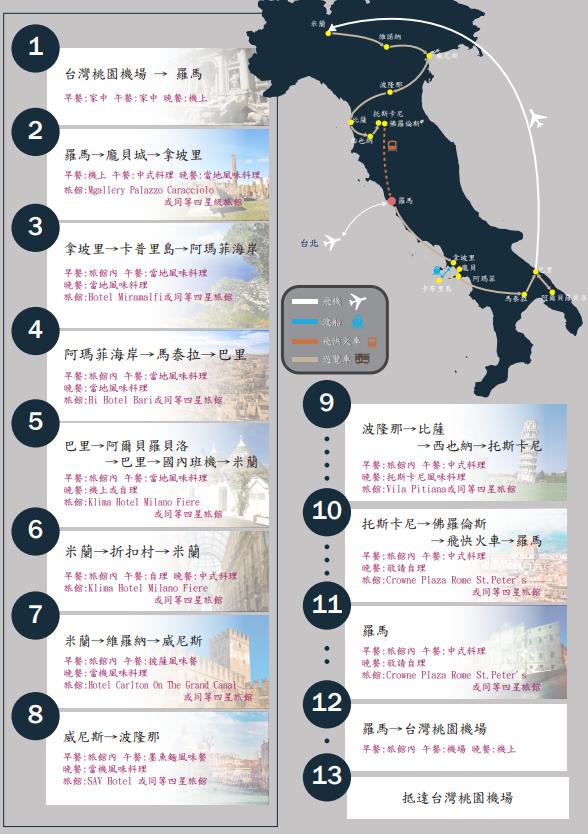 1
台灣桃園機場 → 羅馬
早餐:家中 午餐:家中 晚餐:機上
2
羅馬→龐貝城→拿坡里
早餐:機上 午餐:中式料理 晚餐:當地風味料理
旅館:Mgallery Palazzo Caracciolo
或同等四星級旅館
3
拿坡里→卡普里島→阿瑪菲海岸
早餐:旅館內 午餐:當地風味料理
晚餐:當地風味料理
旅館:Hotel Miramalfi或同等四星旅館
4
阿瑪菲海岸→馬泰拉→巴里
早餐:旅館內 午餐:當地風味料理
晚餐:當地風味料理
旅館:Hi Hotel Bari或同等四星旅館
5
巴里→阿爾貝羅貝洛
→巴里→國內班機→米蘭
早餐:旅館內 午餐:當地風味料理
晚餐:機上或自理
旅館:Klima Hotel Milano Fiere
或同等四星旅館
6
米蘭→折扣村→米蘭
早餐:旅館內 午餐:自理 晚餐:中式料理
旅館:Klima Hotel Milano Fiere
或同等四星旅館
7
米蘭→維羅納→威尼斯
早餐:旅館內 午餐:披薩風味餐
晚餐:當機風味料理
旅館:Hotel Carlton On The Grand Canal
或同等四星旅館
8
威尼斯→波隆那
早餐:旅館內 午餐:墨魚麵風味餐
晚餐:當機風味料理
旅館:SAV Hotel 或同等四星旅館
米蘭
維諾納
威尼斯
波隆那
比薩
托斯卡尼
佛羅倫斯
西也納
羅馬
台北
拿坡里
龐貝
阿瑪菲
卡布里島
馬泰拉
巴里
阿爾貝羅貝洛
飛機
渡船
飛快火車
遊覽車
9
波隆那→比薩
→西也納→托斯卡尼
早餐:旅館內 午餐:中式料理
晚餐:托斯卡尼風味料理
旅館:Vila Pitiana或同等四星旅館
10
托斯卡尼→佛羅倫斯
→飛快火車→羅馬
早餐:旅館內 午餐:中式料理
晚餐:敬請自理
旅館:Crowne Plaza Rome St.Peter's
或同等四星旅館
11
羅馬
早餐:旅館內 午餐:中式料理
晚餐:敬請自理
旅館:Crowne Plaza Rome St.Peter's
或同等四星旅館
12
羅馬→台灣桃園機場
早餐:旅館內 午餐:機場 晚餐:機上
13
抵達台灣桃園機場